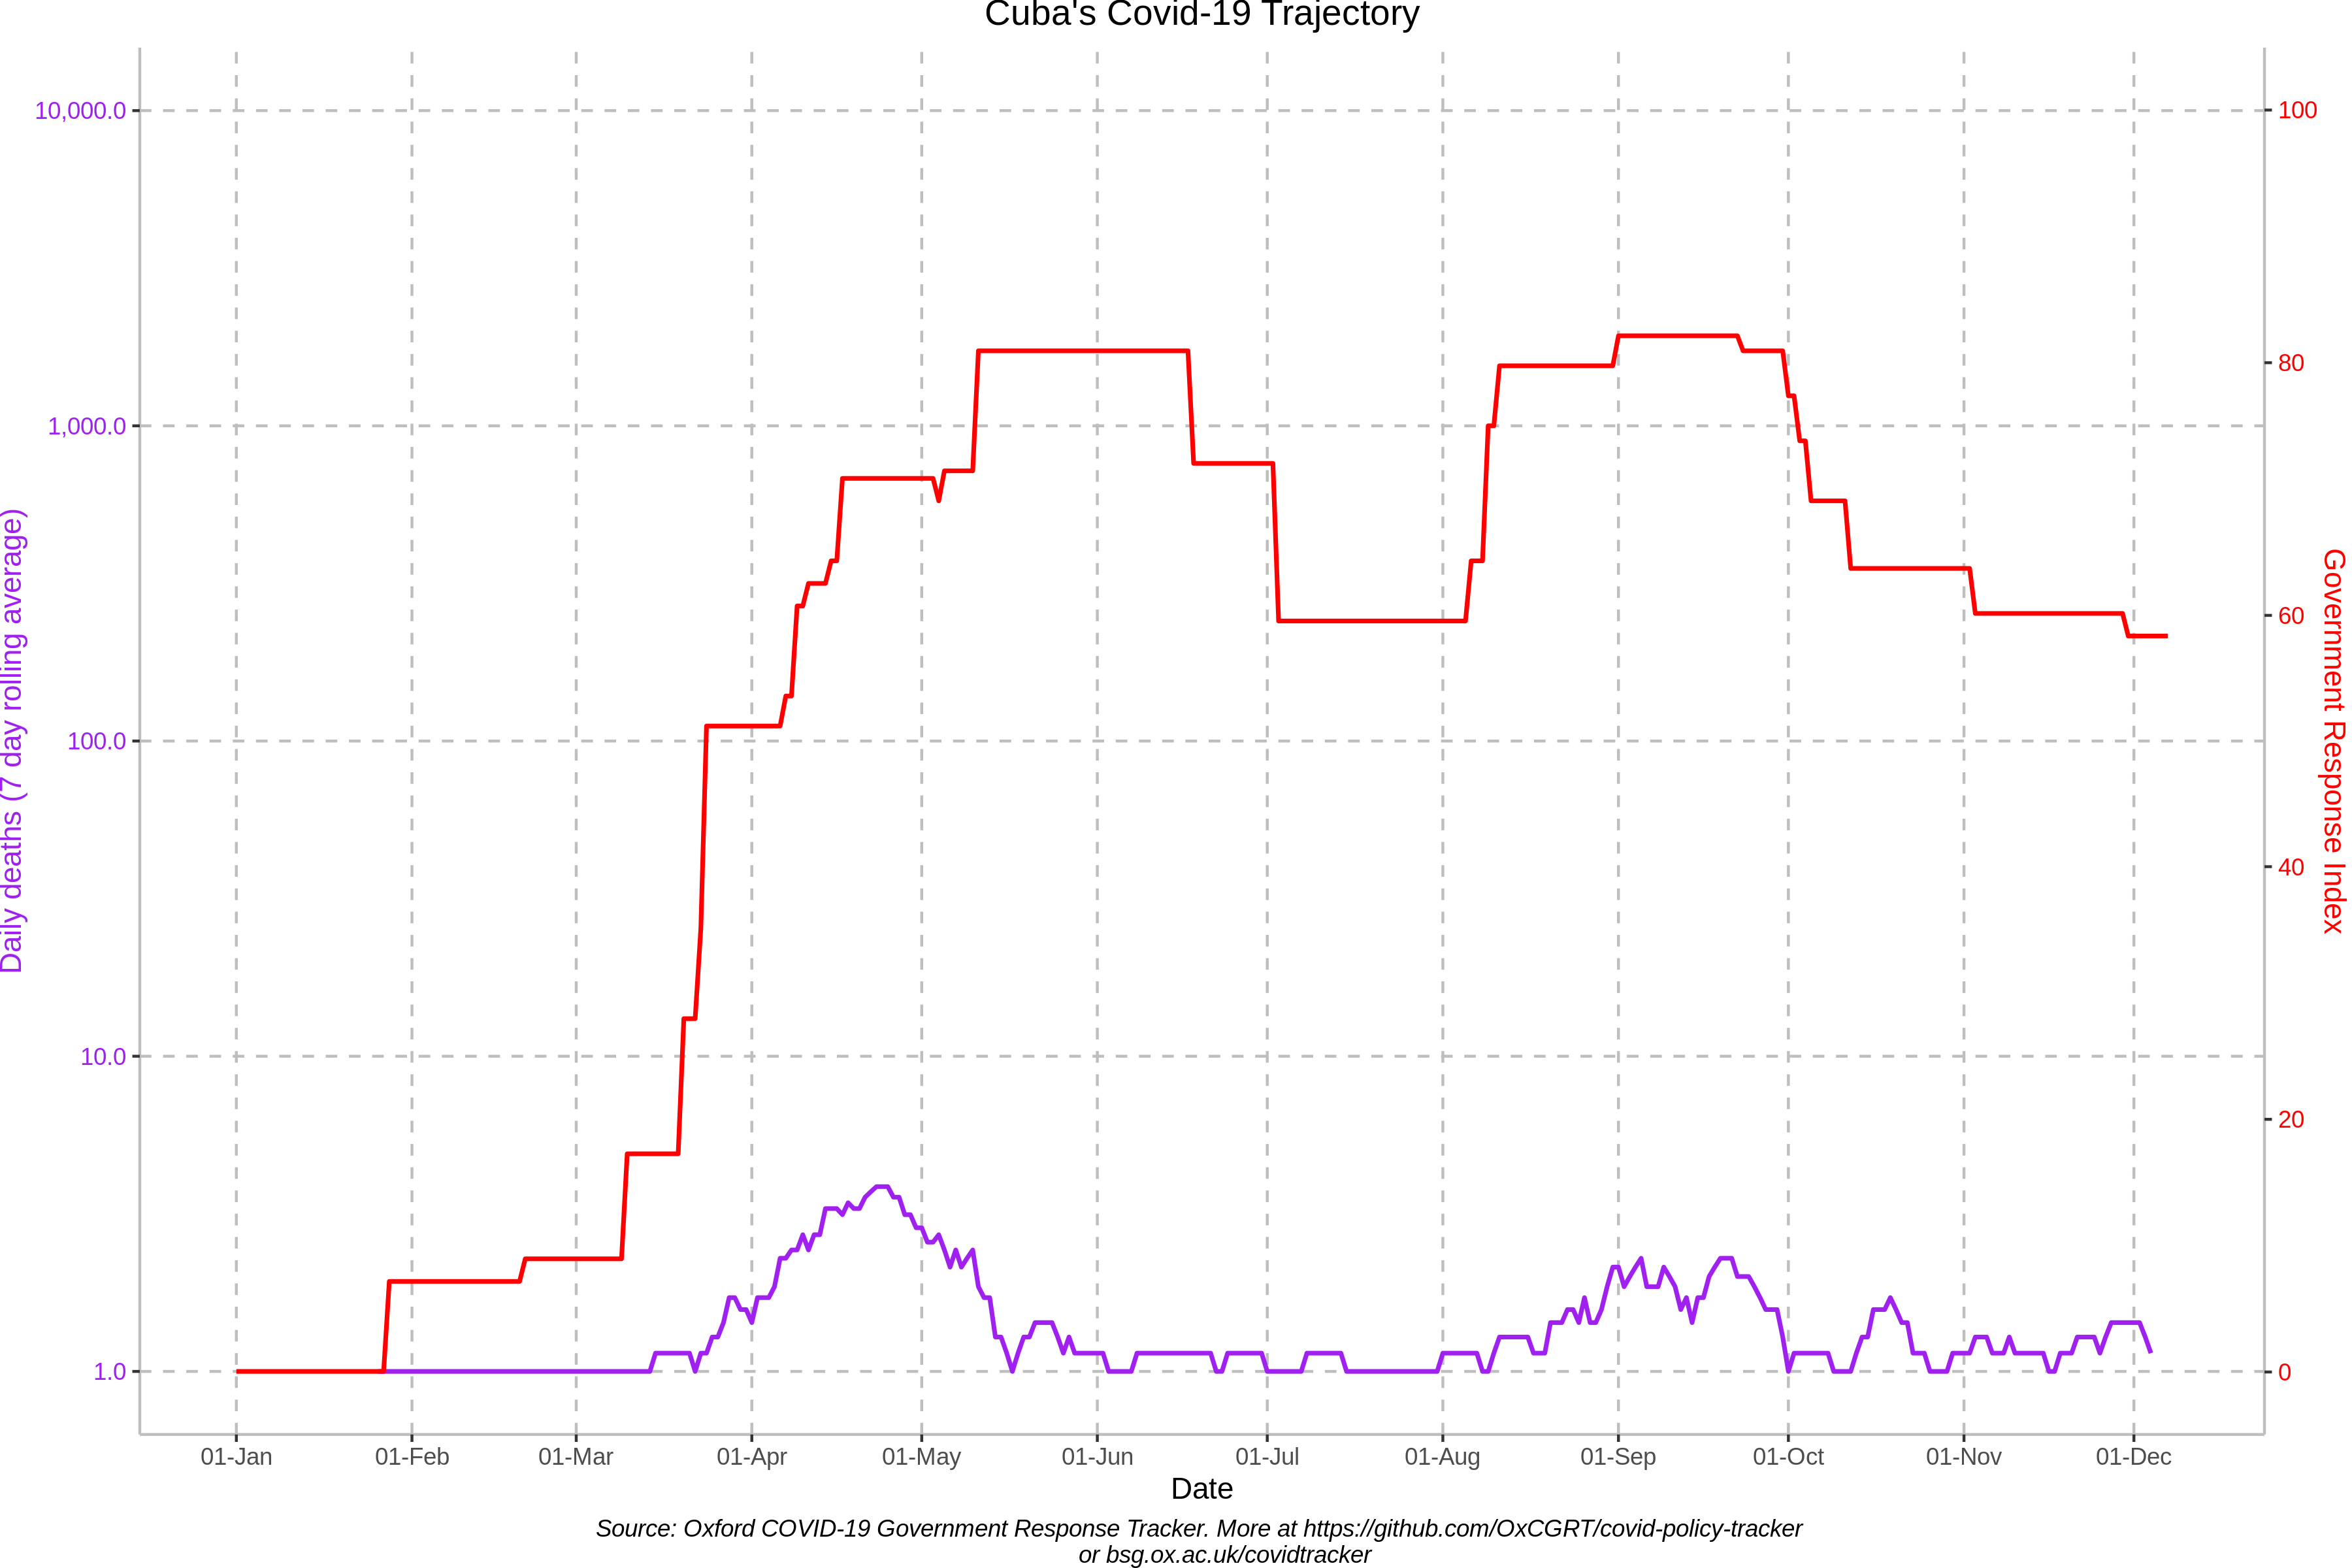 Cuba's Covid-19 Trajectory
10,000.0
1,000.0
100.0
10.0
1.0
Daily deaths (7 day rolling average)
100
80
60
40
20
0
Government Response Index
01-Jan 01-Feb 01-Mar 01-Apr 01-May 01-Jun 01-Jul 01-Aug 01-Sep 01-Oct 01-Nov 01-Dec
Date
Source: Oxford COVID-19 Government Response Tracker. More at https://github.com/OxCGRT/covid-policy-tracker
or bsg.ox.ac.uk/covidtracker